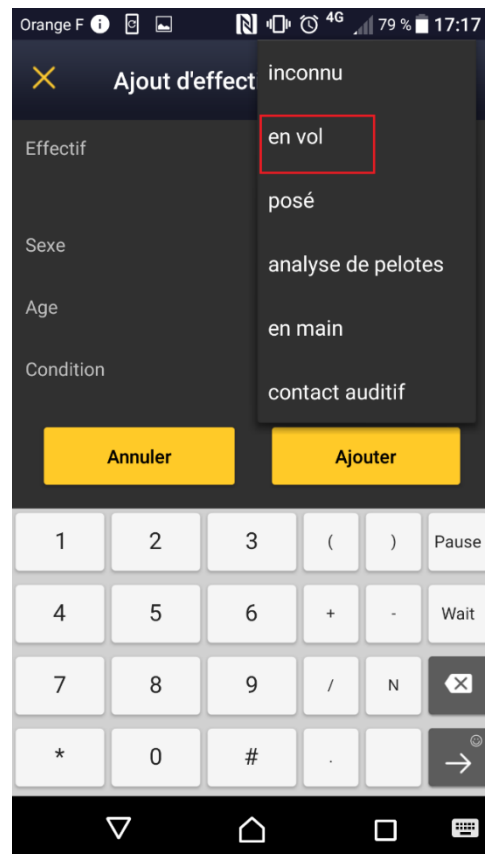 Orange F 4G 79 % 17:17
Ajout d'effecti
inconnu
Effectif
en vol
posé
Sexe
analyse de pelotes
Age
en main
Condition
contact auditif
Annuler Ajouter
1 2 3 ( ) Pause
4 5 6 + - Wait
7 8 9 / N
* 0 # .